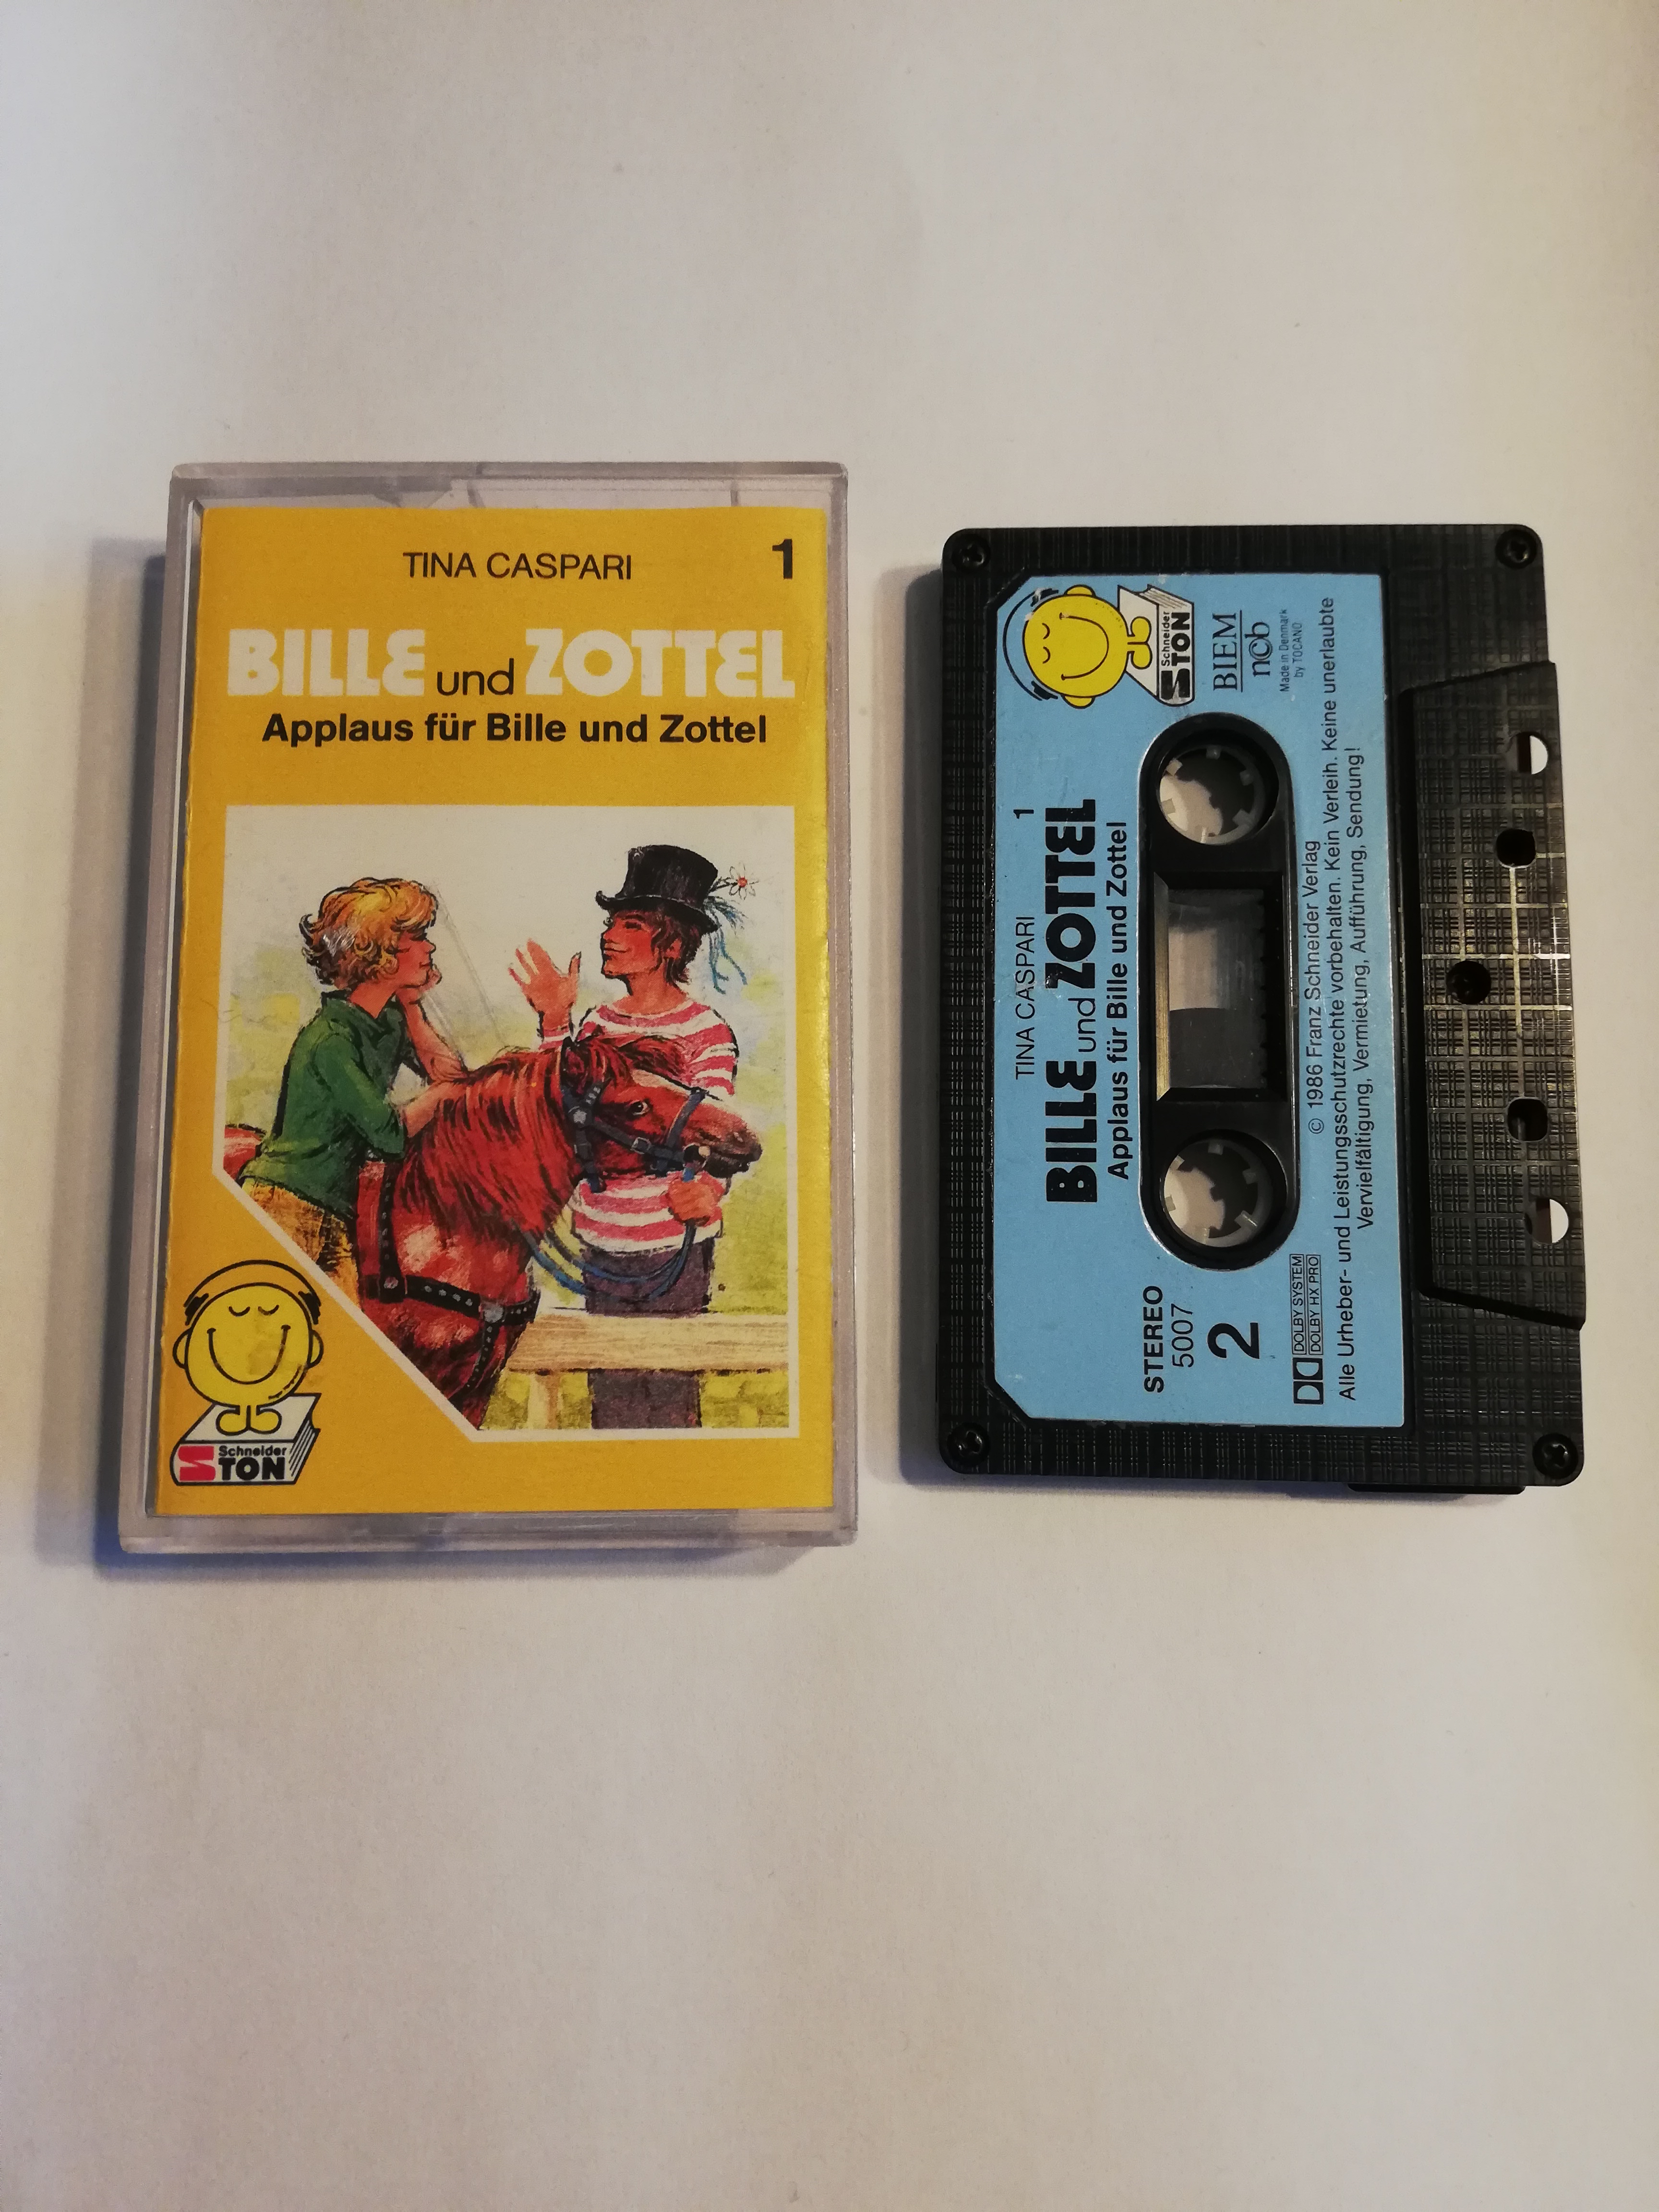 TINA CASPARI
1
BILLE und ZOTTEL
Applaus für Bille und Zottel
Schneider
TON
TINA CASPARI
1
BILLE und ZOTTEL
Applaus für Bille und Zottel
Schneider
TON
BIEM
ncb
Made in Denmark
by TOCANO
STEREO
5007
2
DOLBY SYSTEM
DOLBY HX PRO
© 1986 Franz Schneider Verlag
Alle Urheber- und Leistungsschutzrechte vorbehalten. Kein Verleih. Keine unerlaubte
Vervielfältigung, Vermietung, Aufführung, Sendung!